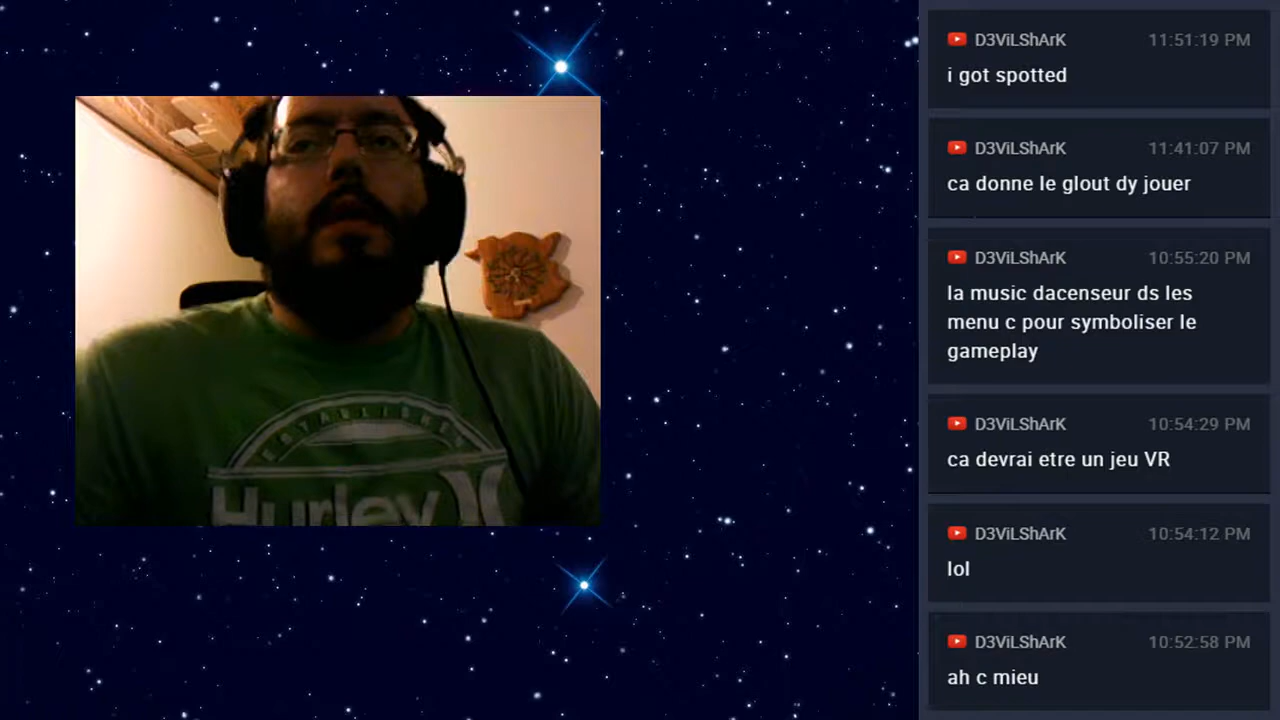 ESTABLISHED
Hurley
D3ViLShArK 11:51:19 PM
i got spotted
D3ViLShArK 11:41:07 PM
ca donne le glout dy jouer
D3ViLShArK 10:55:20 PM
la music dacenseur ds les
menu c pour symboliser le
gameplay
D3ViLShArK 10:54:29 PM
ca devrai etre un jeu VR
D3ViLShArK 10:54:12 PM
lol
D3ViLShArK 10:52:58 PM
ah c mieu